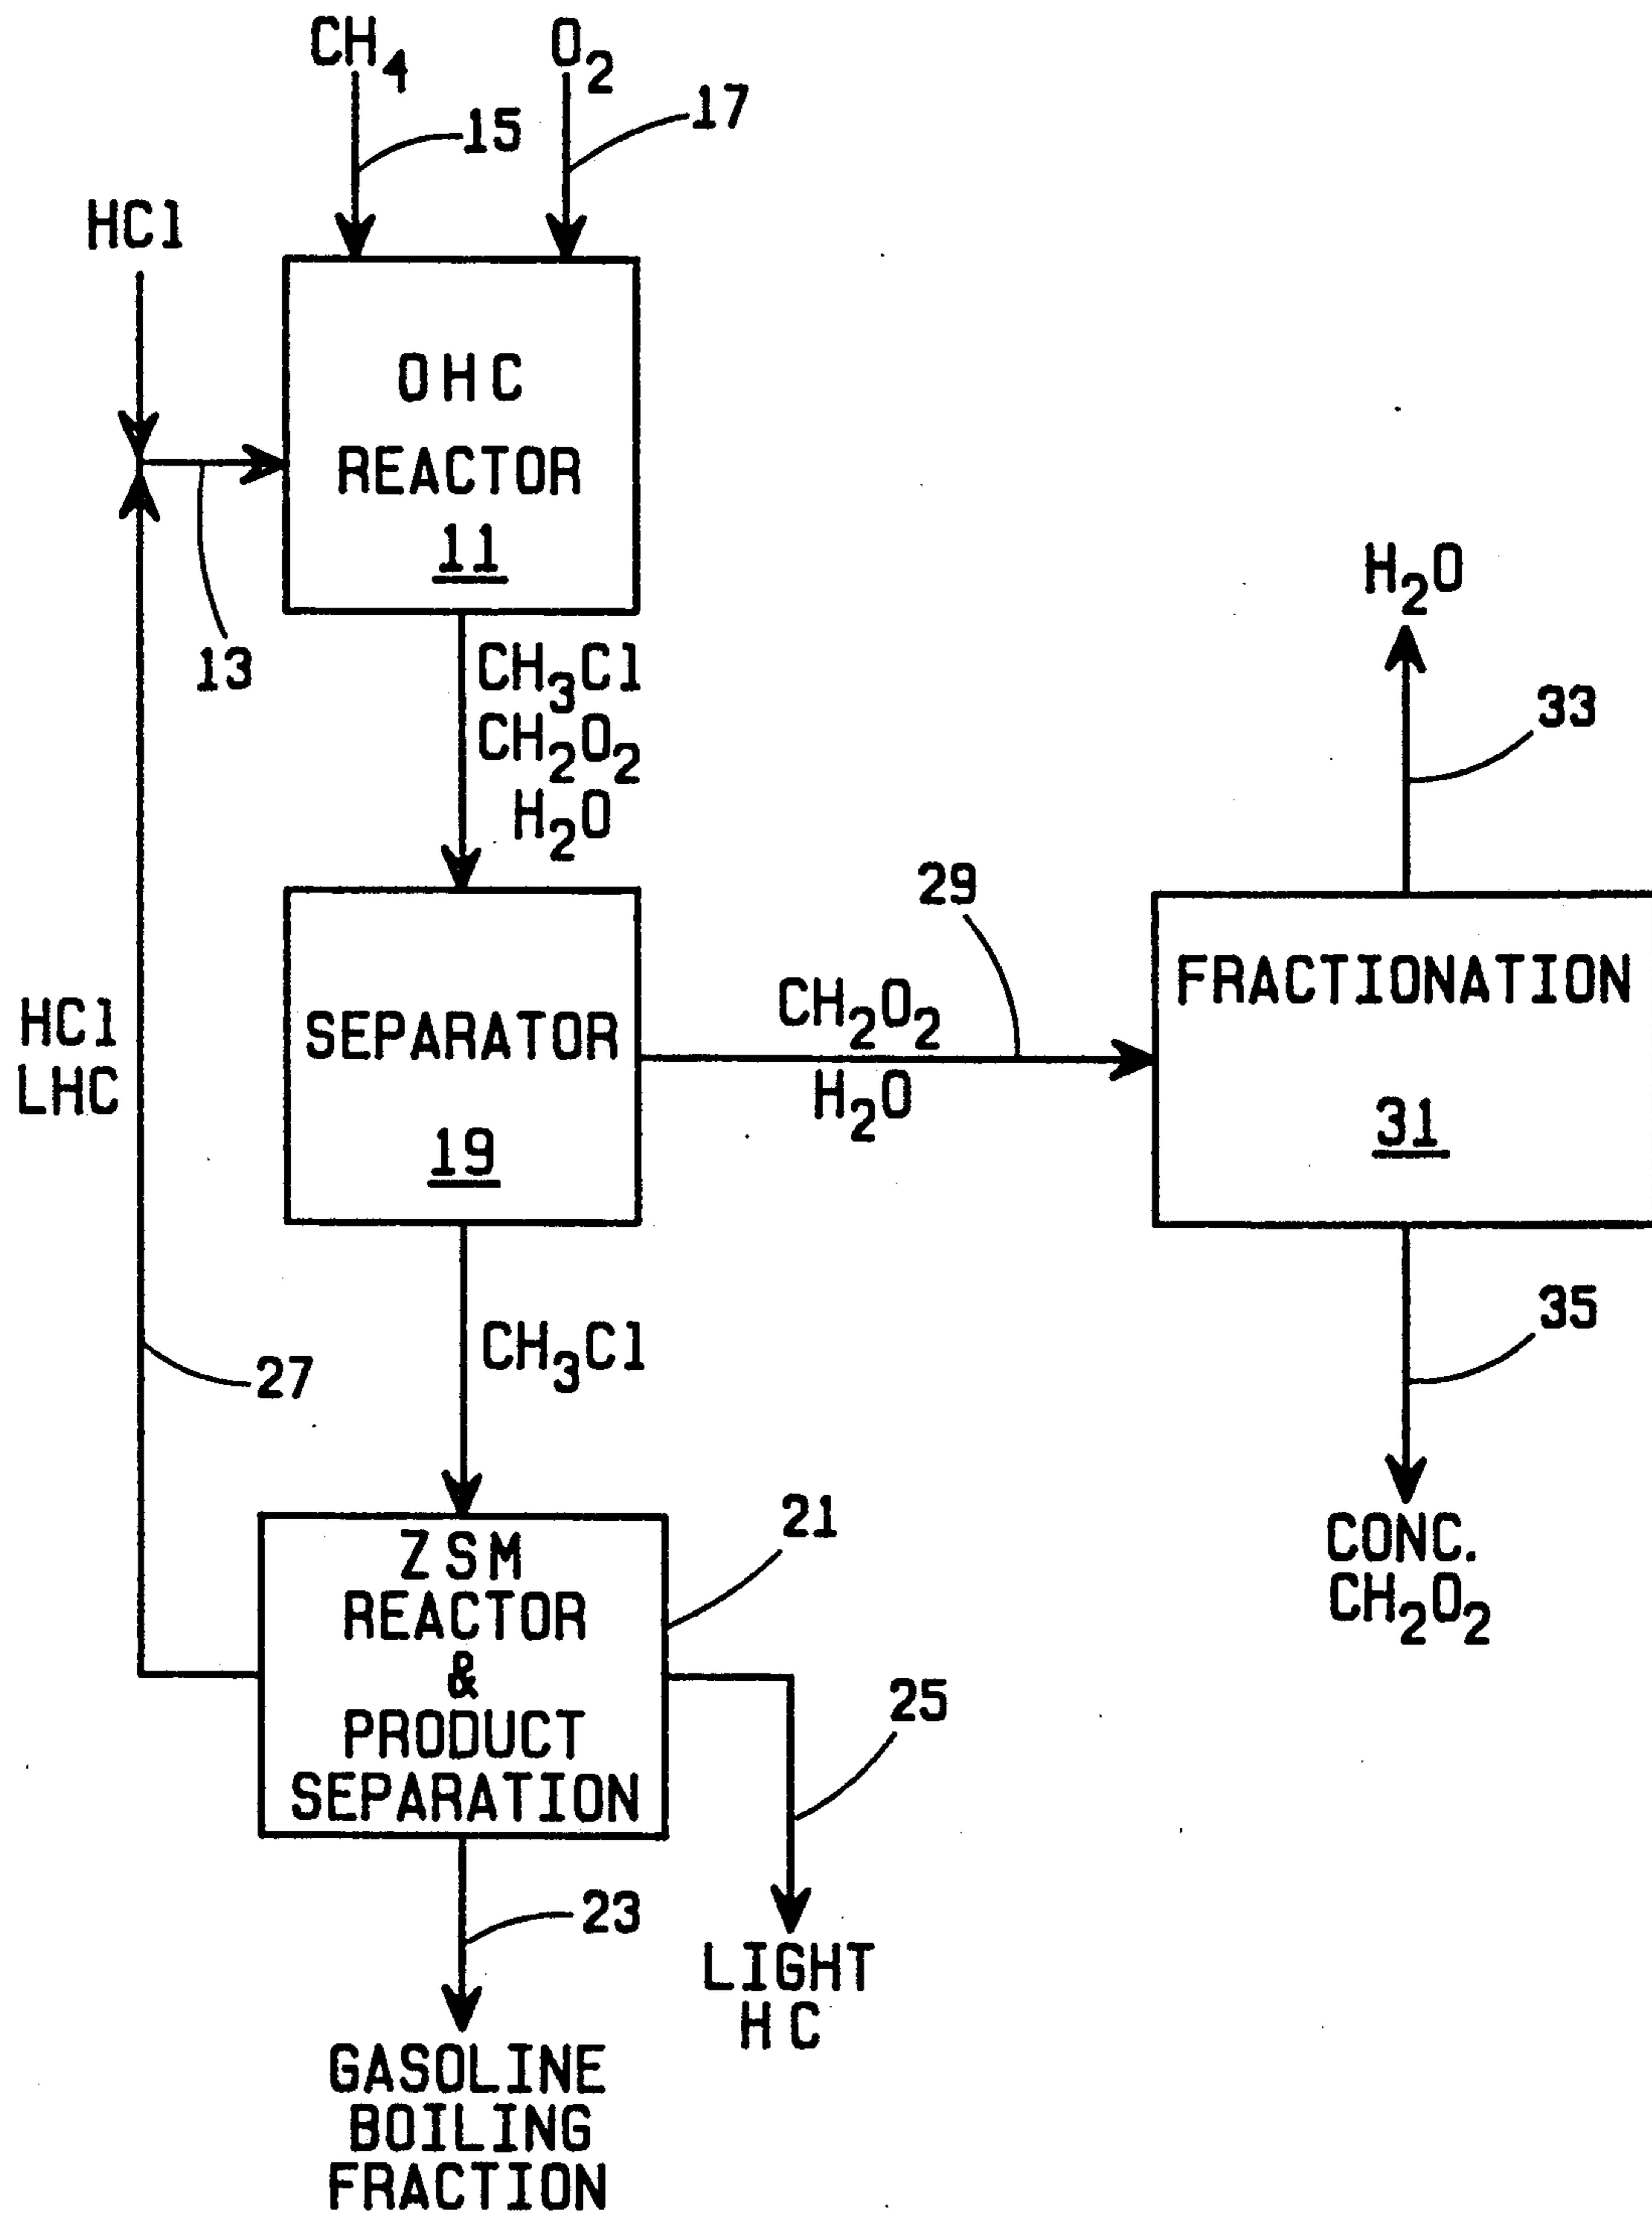 CH₄
O₂
15
17
HCl
OHC
REACTOR
11
13
CH₃Cl
CH₂O₂
H₂O
H₂O
33
29
HCl
LHC
SEPARATOR
19
CH₂O₂
H₂O
FRACTIONATION
31
35
CH₃Cl
27
CONC.
CH₂O₂
ZSM
REACTOR
&
PRODUCT
SEPARATION
21
25
23
LIGHT
HC
GASOLINE
BOILING
FRACTION